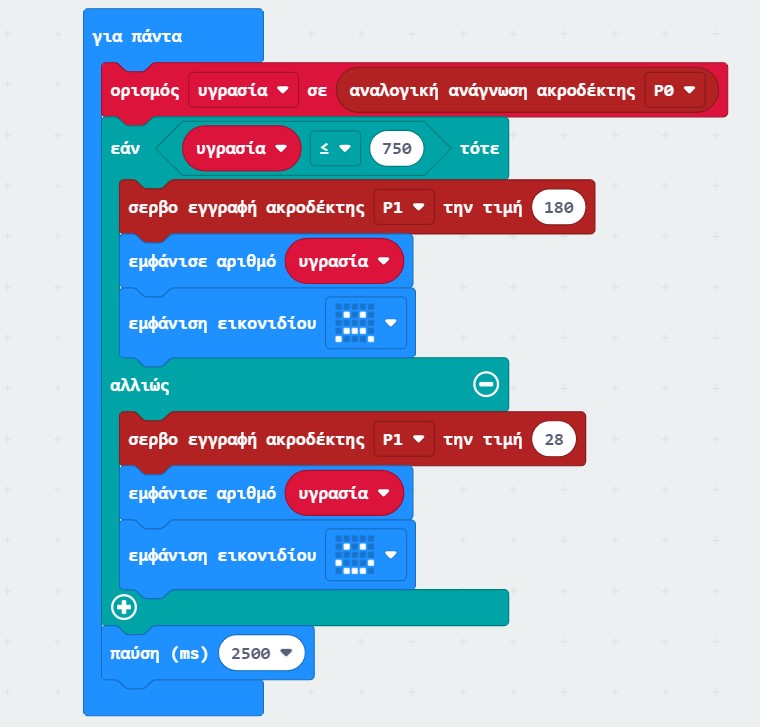 για πάντα
ορισμός υγρασία σε αναλογική ανάγνωση ακροδέκτης P0
εάν υγρασία ≤ 750 τότε
σερβο εγγραφή ακροδέκτης P1 την τιμή 180
εμφάνισε αριθμό υγρασία
εμφάνιση εικονιδίου
αλλιώς
σερβο εγγραφή ακροδέκτης P1 την τιμή 28
εμφάνισε αριθμό υγρασία
εμφάνιση εικονιδίου
παύση (ms) 2500